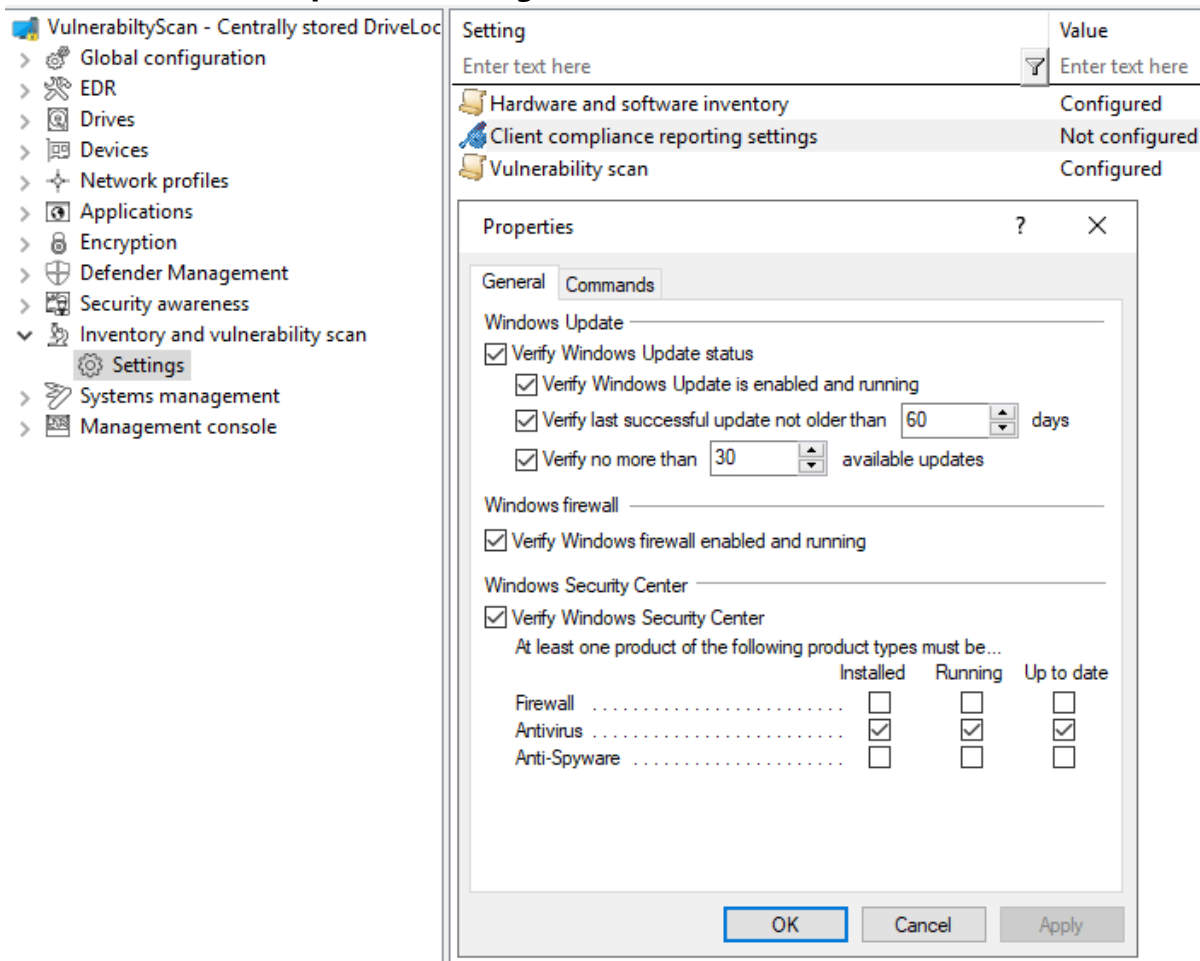 VulnerabiltyScan - Centrally stored DriveLoc
Global configuration
EDR
Drives
Devices
Network profiles
Applications
Encryption
Defender Management
Security awareness
Inventory and vulnerability scan
Settings
Systems management
Management console
Setting Value
Enter text here Enter text here
Hardware and software inventory Configured
Client compliance reporting settings Not configured
Vulnerability scan Configured
Properties ? ×
General Commands
Windows Update
Verify Windows Update status
Verify Windows Update is enabled and running
Verify last successful update not older than 60 days
Verify no more than 30 available updates
Windows firewall
Verify Windows firewall enabled and running
Windows Security Center
Verify Windows Security Center
At least one product of the following product types must be...
Installed Running Up to date
Firewall ........................
Antivirus ........................
Anti-Spyware ....................
OK Cancel Apply